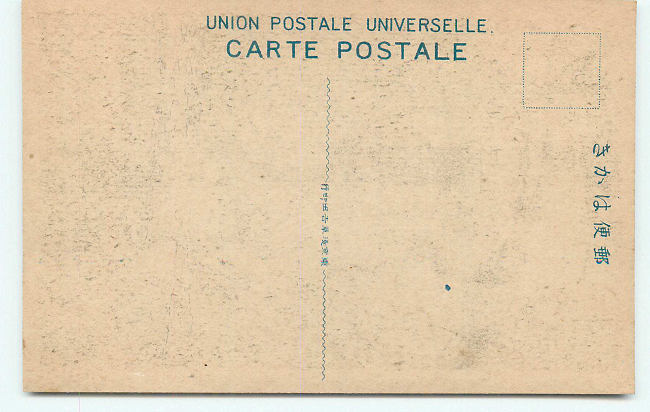 UNION POSTALE UNIVERSELLE.
CARTE POSTALE
郵便はかき